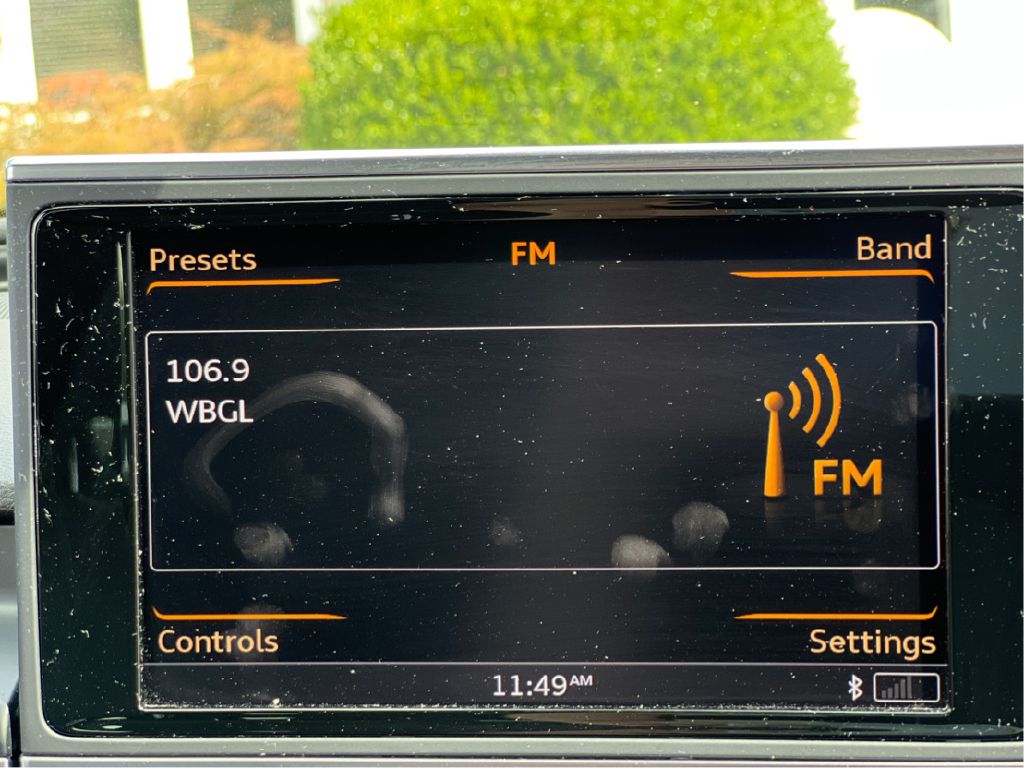 Presets
FM
Band
106.9
WBGL
FM
Controls
Settings
11:49AM